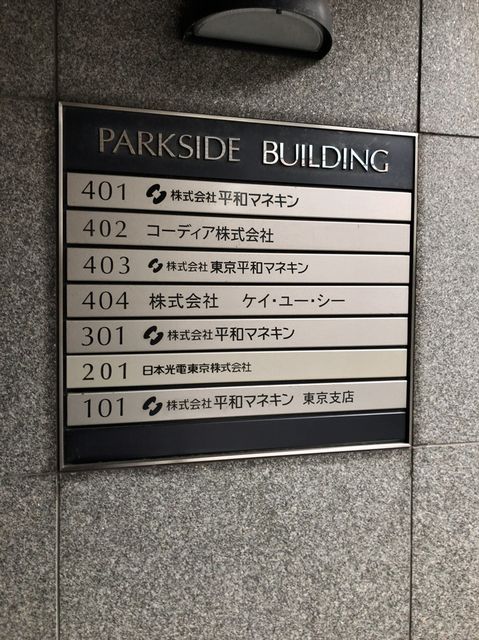 PARKSIDE BUILDING
401 株式会社 平和マネキン
402 コーディア株式会社
403 株式会社 東京平和マネキン
404 株式会社 ケイ・ユー・シー
301 株式会社 平和マネキン
201 日本光電東京株式会社
101 株式会社 平和マネキン 東京支店